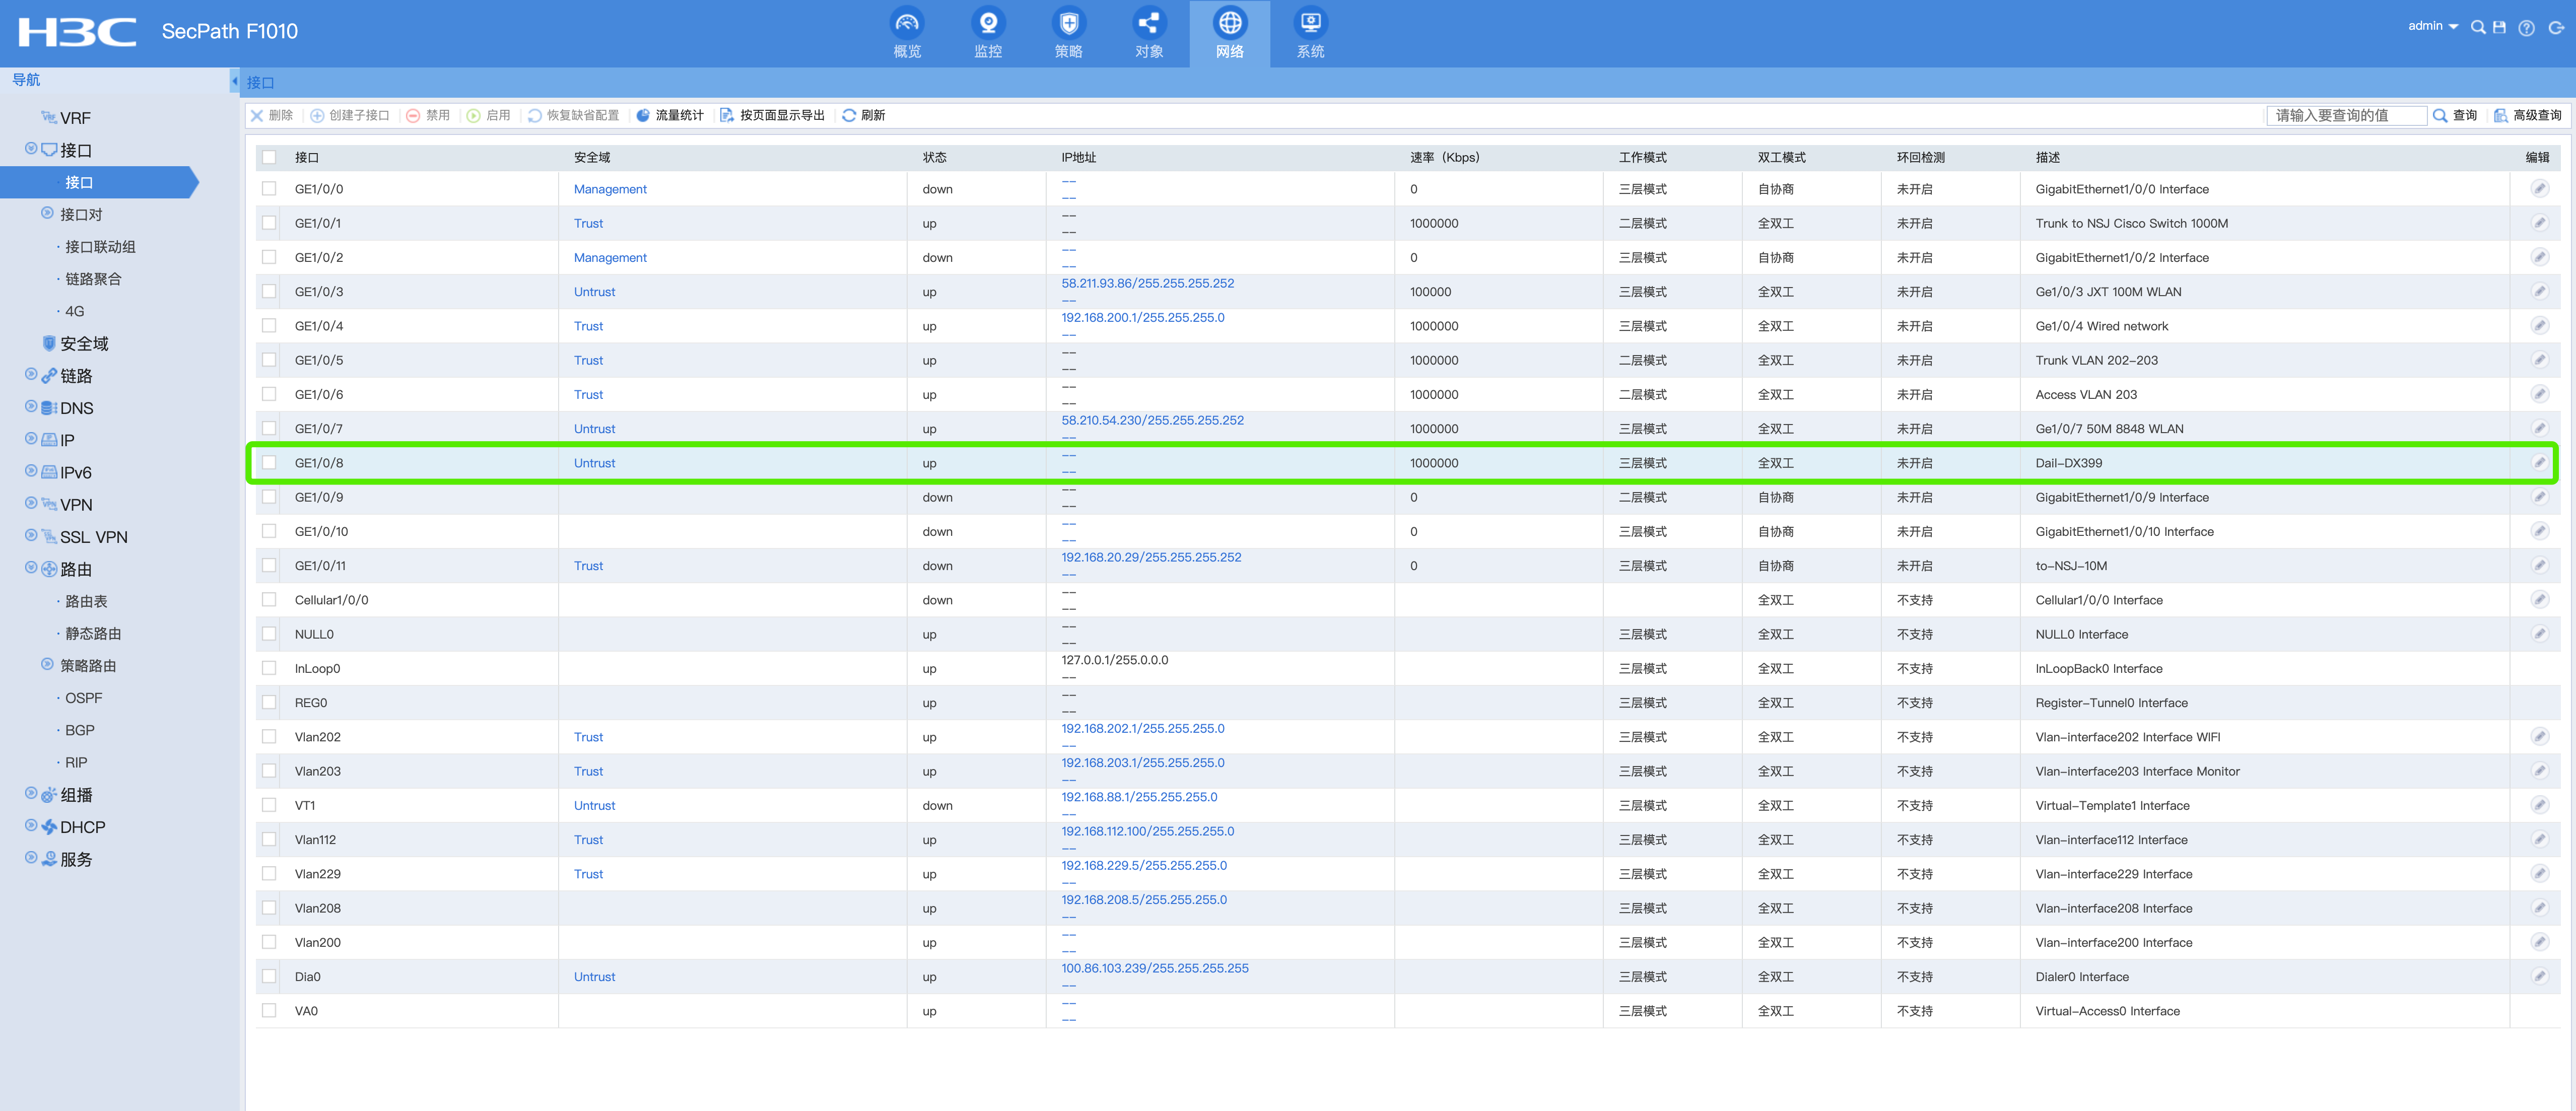 H3C SecPath F1010
概览 监控 策略 对象 网络 系统
admin
导航
接口
VRF
接口
接口
接口对
接口联动组
链路聚合
4G
安全域
链路
DNS
IP
IPv6
VPN
SSL VPN
路由
路由表
静态路由
策略路由
OSPF
BGP
RIP
组播
DHCP
服务
删除 创建子接口 禁用 启用 恢复缺省配置 流量统计 按页面显示导出 刷新 请输入要查询的值 查询 高级查询
接口 安全域 状态 IP地址 速率（Kbps） 工作模式 双工模式 环回检测 描述 编辑
GE1/0/0 Management down -- -- 0 三层模式 自协商 未开启 GigabitEthernet1/0/0 Interface
GE1/0/1 Trust up -- -- 1000000 二层模式 全双工 未开启 Trunk to NSJ Cisco Switch 1000M
GE1/0/2 Management down -- -- 0 三层模式 自协商 未开启 GigabitEthernet1/0/2 Interface
GE1/0/3 Untrust up 58.211.93.86/255.255.255.252 -- 100000 三层模式 全双工 未开启 Ge1/0/3 JXT 100M WLAN
GE1/0/4 Trust up 192.168.200.1/255.255.255.0 -- 1000000 三层模式 全双工 未开启 Ge1/0/4 Wired network
GE1/0/5 Trust up -- -- 1000000 二层模式 全双工 未开启 Trunk VLAN 202-203
GE1/0/6 Trust up -- -- 1000000 二层模式 全双工 未开启 Access VLAN 203
GE1/0/7 Untrust up 58.210.54.230/255.255.255.252 -- 1000000 三层模式 全双工 未开启 Ge1/0/7 50M 8848 WLAN
GE1/0/8 Untrust up -- -- 1000000 三层模式 全双工 未开启 Dail-DX399
GE1/0/9 down -- -- 0 二层模式 自协商 未开启 GigabitEthernet1/0/9 Interface
GE1/0/10 down -- -- 0 三层模式 自协商 未开启 GigabitEthernet1/0/10 Interface
GE1/0/11 Trust down 192.168.20.29/255.255.255.252 -- 0 三层模式 自协商 未开启 to-NSJ-10M
Cellular1/0/0 down -- -- 全双工 不支持 Cellular1/0/0 Interface
NULL0 up -- -- 三层模式 全双工 不支持 NULL0 Interface
InLoop0 up 127.0.0.1/255.0.0.0 -- 三层模式 全双工 不支持 InLoopBack0 Interface
REG0 up -- -- 三层模式 全双工 不支持 Register-Tunnel0 Interface
Vlan202 Trust up 192.168.202.1/255.255.255.0 -- 三层模式 全双工 不支持 Vlan-interface202 Interface WIFI
Vlan203 Trust up 192.168.203.1/255.255.255.0 -- 三层模式 全双工 不支持 Vlan-interface203 Interface Monitor
VT1 Untrust down 192.168.88.1/255.255.255.0 -- 三层模式 全双工 不支持 Virtual-Template1 Interface
Vlan112 Trust up 192.168.112.100/255.255.255.0 -- 三层模式 全双工 不支持 Vlan-interface112 Interface
Vlan229 Trust up 192.168.229.5/255.255.255.0 -- 三层模式 全双工 不支持 Vlan-interface229 Interface
Vlan208 up 192.168.208.5/255.255.255.0 -- 三层模式 全双工 不支持 Vlan-interface208 Interface
Vlan200 up -- -- 三层模式 全双工 不支持 Vlan-interface200 Interface
Dia0 Untrust up 100.86.103.239/255.255.255.255 -- 三层模式 全双工 不支持 Dialer0 Interface
VA0 up -- -- 三层模式 全双工 不支持 Virtual-Access0 Interface